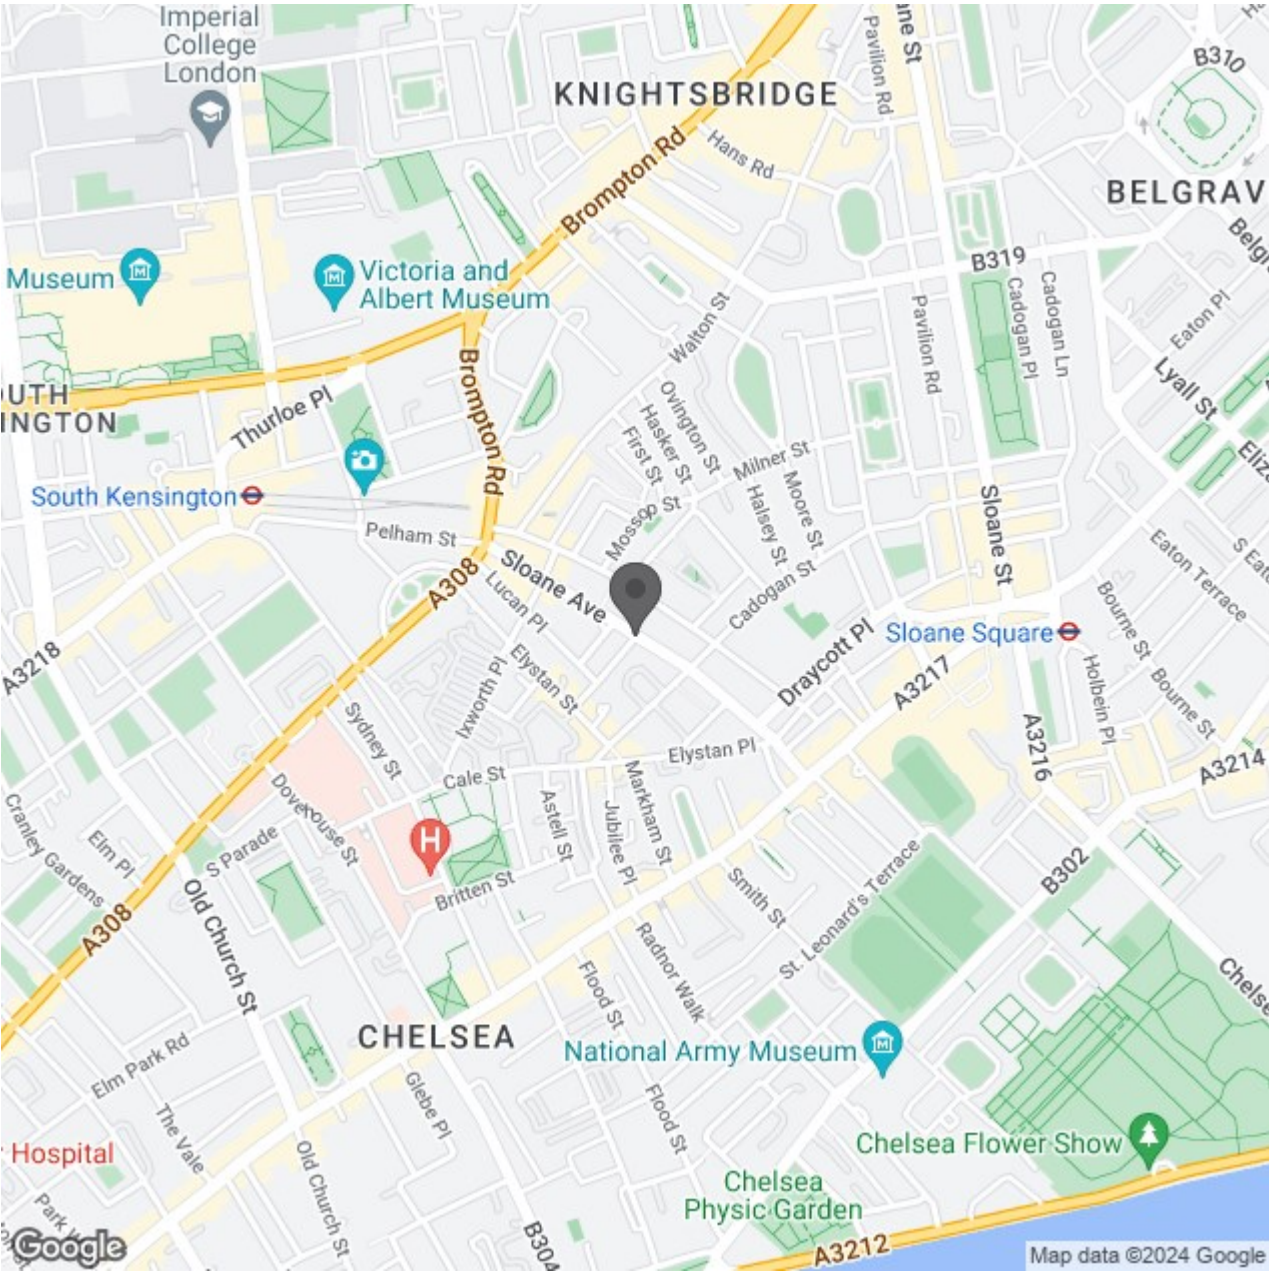 Imperial
College
London
KNIGHTSBRIDGE
Pavilion Rd
B310
Hans Rd
Brompton Rd
BELGRAV
Museum
Victoria and
Albert Museum
B319
Cadogan Pl
Cadogan Ln
Eaton Pl
Walton St
Pavilion Rd
Lyall St
Brompton Rd
Thurloe Pl
INGTON
Ovington St
Hasker St
First St
Milner St
Moore St
Halsey St
South Kensington
Mossop St
Sloane St
Pelham St
Sloane Ave
A308
Lucan Pl
Cadogan St
Eaton Terrace
Bourne St
Sloane Square
Draycott Pl
A3217
A3218
Elystan St
Ixworth Pl
Holbein Pl
Bourne St
Sydney St
A3216
Elystan Pl
A3214
Cale St
Markham St
Jubilee Pl
Astell St
Cranley Gardens
Elm Pl
S Parade
H
Britten St
Smith St
St. Leonard's Terrace
B302
A308
Old Church St
Radnor Walk
Flood St
CHELSEA
National Army Museum
Elm Park Rd
Glebe Pl
The Vale
Flood St
Hospital
Old Church St
Chelsea Flower Show
Chelsea
Physic Garden
B304
A3212
Google
Map data ©2024 Google